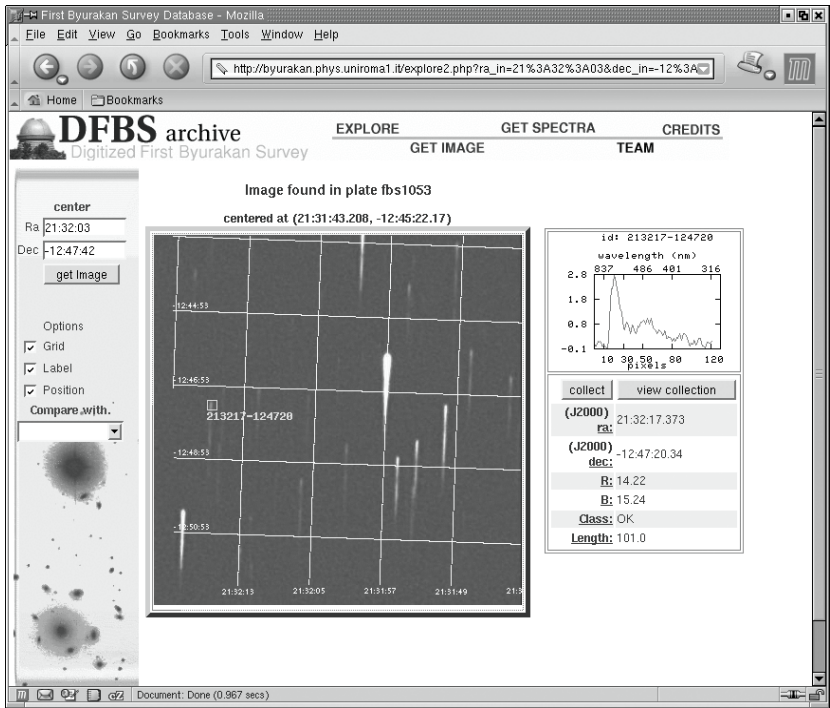 First Byurakan Survey Database - Mozilla
File Edit View Go Bookmarks Tools Window Help
http://byurakan.phys.uniroma1.it/explore2.php?ra_in=21%3A32%3A03&dec_in=-12%3A
Home Bookmarks
DFBS archive
Digitized First Byurakan Survey
EXPLORE GET SPECTRA CREDITS
GET IMAGE TEAM
center
Ra 21:32:03
Dec -12:47:42
get Image
Options
Grid
Label
Position
Compare with.
Image found in plate fbs1053
centered at (21:31:43.208, -12:45:22.17)
-12:44:53
-12:46:53
213217-124720
-12:48:53
-12:50:53
21:32:13 21:32:05 21:31:57 21:31:49 21:3
id: 213217-124720
wavelength (nm)
837 486 401 316
2.8
1.8
0.8
-0.1
10 30 50 80 120
pixels
collect view collection
(J2000) ra: 21:32:17.373
(J2000) dec: -12:47:20.34
R: 14.22
B: 15.24
Class: OK
Length: 101.0
Document: Done (0.967 secs)